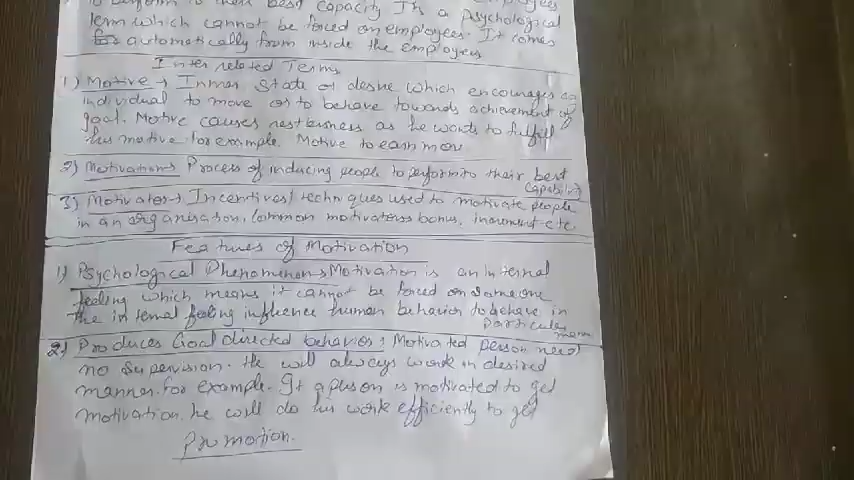 to perform to their best capacity It is a psychological
term which cannot be forced on employees. It comes
for automatically from inside the employees
Inter related Terms
1) Motive → Inner State or desire which encourages an
individual to move or to behave towards achievement of
goal. Motive causes restlessness as he wants to fulfill
his motive for example. Motive to earn more
2) Motivation → Process of inducing people to perform to their best
capability
3) Motivators → Incentives/techniques used to motivate people
in an organisation, Common motivators bonus, increment etc.
Features of Motivation
1) Psychological Phenomenon → Motivation is an internal
feeling which means it cannot be forced on someone
The internal feeling influence human behavior to behave in
particular
2) Produces Goal directed behavior: Motivated person need
no supervision. He will always work in desired
manner. for example. If a person is motivated to get
motivation. he will do his work efficiently to get
Promotion.